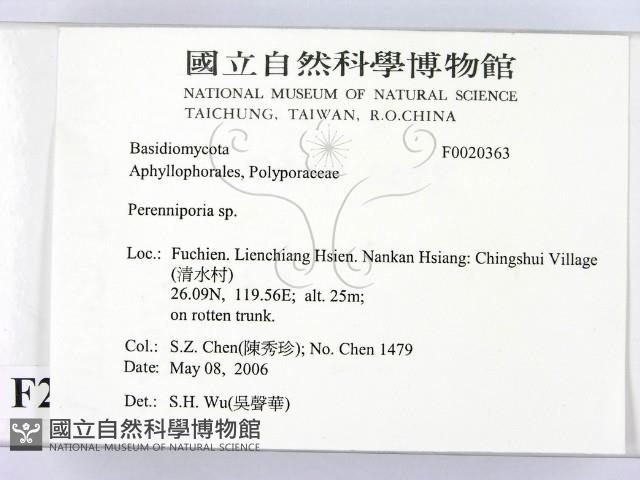 國立自然科學博物館
NATIONAL MUSEUM OF NATURAL SCIENCE
TAICHUNG, TAIWAN, R.O.CHINA
Basidiomycota F0020363
Aphyllophorales, Polyporaceae
Perenniporia sp.
Loc.: Fuchien. Lienchiang Hsien. Nankan Hsiang: Chingshui Village
(清水村)
26.09N, 119.56E; alt. 25m;
on rotten trunk.
Col.: S.Z. Chen(陳秀珍); No. Chen 1479
Date: May 08, 2006
Det.: S.H. Wu(吳聲華)
F2
國立自然科學博物館
NATIONAL MUSEUM OF NATURAL SCIENCE